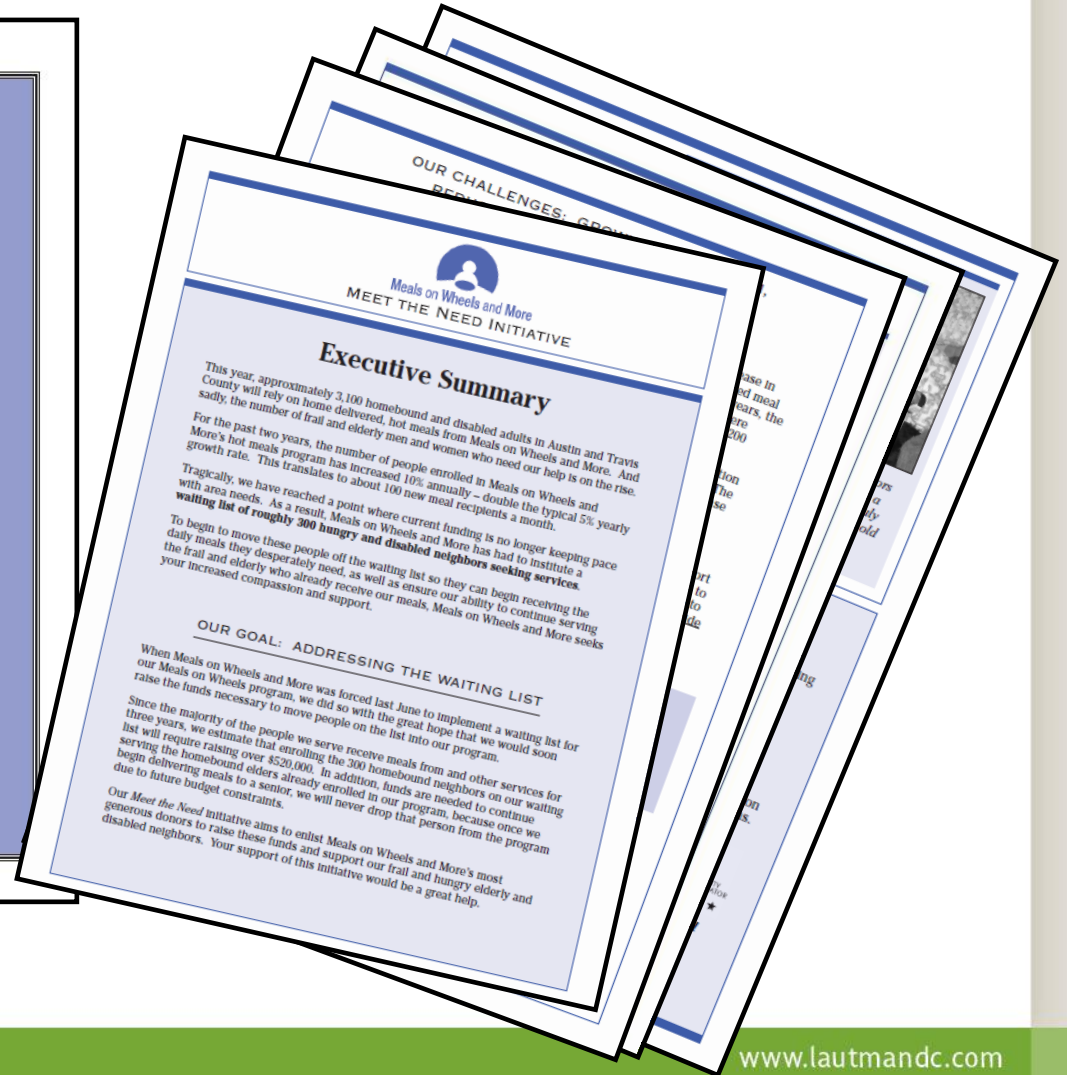 Meals on Wheels and More
MEET THE NEED INITIATIVE
Executive Summary
This year, approximately 3,100 homebound and disabled adults in Austin and Travis
County will rely on home delivered, hot meals from Meals on Wheels and More. And
sadly, the number of frail and elderly men and women who need our help is on the rise.
For the past two years, the number of people enrolled in Meals on Wheels and
More's hot meals program has increased 10% annually – double the typical 5% yearly
growth rate. This translates to about 100 new meal recipients a month.
Tragically, we have reached a point where current funding is no longer keeping pace
with area needs. As a result, Meals on Wheels and More has had to institute a
waiting list of roughly 300 hungry and disabled neighbors seeking services.
To begin to move these people off the waiting list so they can begin receiving the
daily meals they desperately need, as well as ensure our ability to continue serving
the frail and elderly who already receive our meals, Meals on Wheels and More seeks
your increased compassion and support.
OUR GOAL: ADDRESSING THE WAITING LIST
When Meals on Wheels and More was forced last June to implement a waiting list for
our Meals on Wheels program, we did so with the great hope that we would soon
raise the funds necessary to move people on the list into our program.
Since the majority of the people we serve receive meals from and other services for
three years, we estimate that enrolling the 300 homebound neighbors on our waiting
list will require raising over $520,000. In addition, funds are needed to continue
serving the homebound elders already enrolled in our program, because once we
begin delivering meals to a senior, we will never drop that person from the program
due to future budget constraints.
Our Meet the Need Initiative aims to enlist Meals on Wheels and More's most
generous donors to raise these funds and support our frail and hungry elderly and
disabled neighbors. Your support of this initiative would be a great help.
OUR CHALLENGES:
ed meal
ears, the
200
The
to
to
a
old
www.lautmandc.com